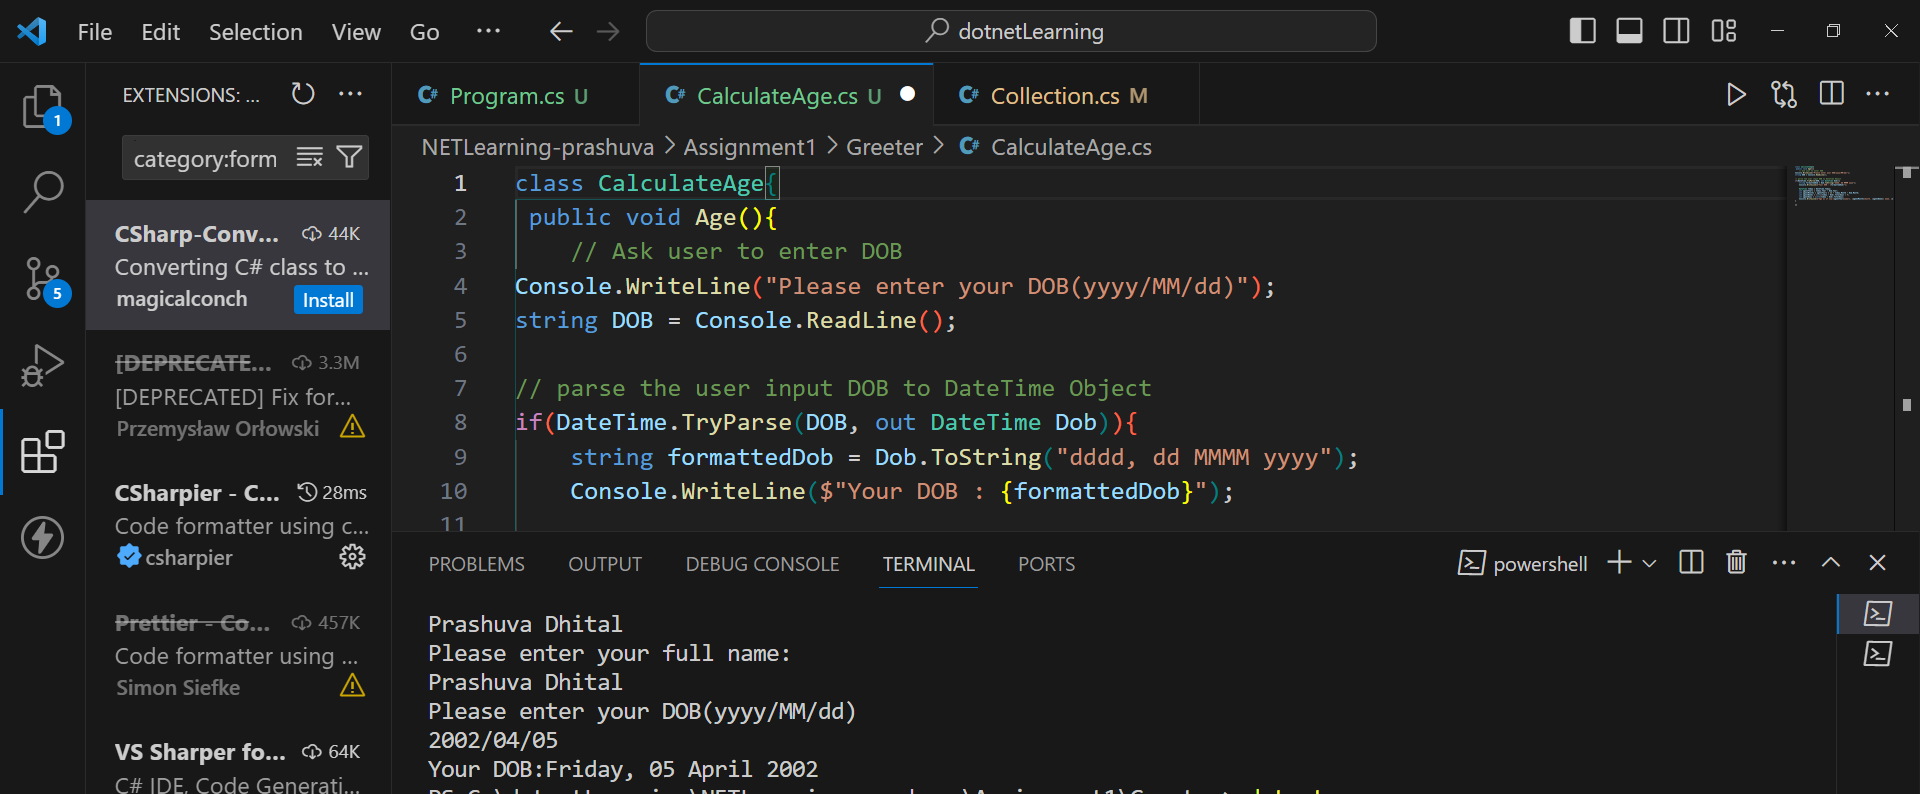 File Edit Selection View Go ···
dotnetLearning
EXTENSIONS: ...
category:form
CSharp-Conv... 44K
Converting C# class to ...
magicalconch Install
[DEPRECATE... 3.3M
[DEPRECATED] Fix for...
Przemysław Orłowski
CSharpier - C... 28ms
Code formatter using c...
csharpier
Prettier - Co... 457K
Code formatter using ...
Simon Siefke
VS Sharper fo... 64K
C# IDE, Code Generati...
1
5
C# Program.cs U
C# CalculateAge.cs U
C# Collection.cs M
NETLearning-prashuva > Assignment1 > Greeter > C# CalculateAge.cs
1 class CalculateAge{
2 public void Age(){
3 // Ask user to enter DOB
4 Console.WriteLine("Please enter your DOB(yyyy/MM/dd)");
5 string DOB = Console.ReadLine();
6
7 // parse the user input DOB to DateTime Object
8 if(DateTime.TryParse(DOB, out DateTime Dob)){
9 string formattedDob = Dob.ToString("dddd, dd MMMM yyyy");
10 Console.WriteLine($"Your DOB : {formattedDob}");
11
PROBLEMS OUTPUT DEBUG CONSOLE TERMINAL PORTS
powershell
Prashuva Dhital
Please enter your full name:
Prashuva Dhital
Please enter your DOB(yyyy/MM/dd)
2002/04/05
Your DOB:Friday, 05 April 2002